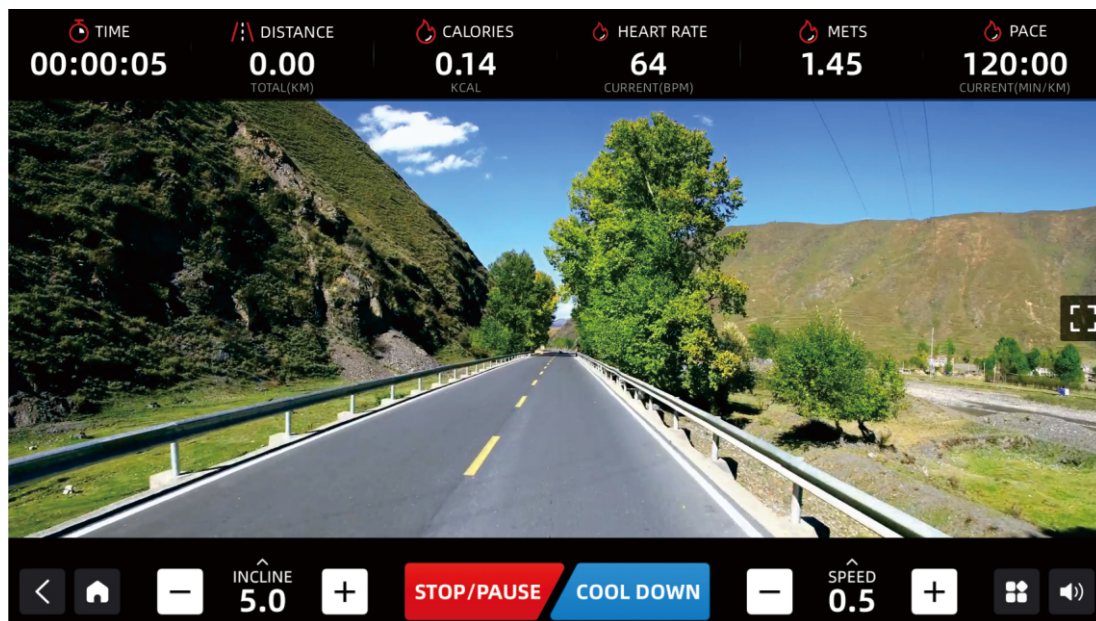 TIME
00:00:05
DISTANCE
0.00
TOTAL(KM)
CALORIES
0.14
KCAL
HEART RATE
64
CURRENT(BPM)
METS
1.45
PACE
120:00
CURRENT(MIN/KM)
INCLINE
5.0
STOP/PAUSE
COOL DOWN
SPEED
0.5